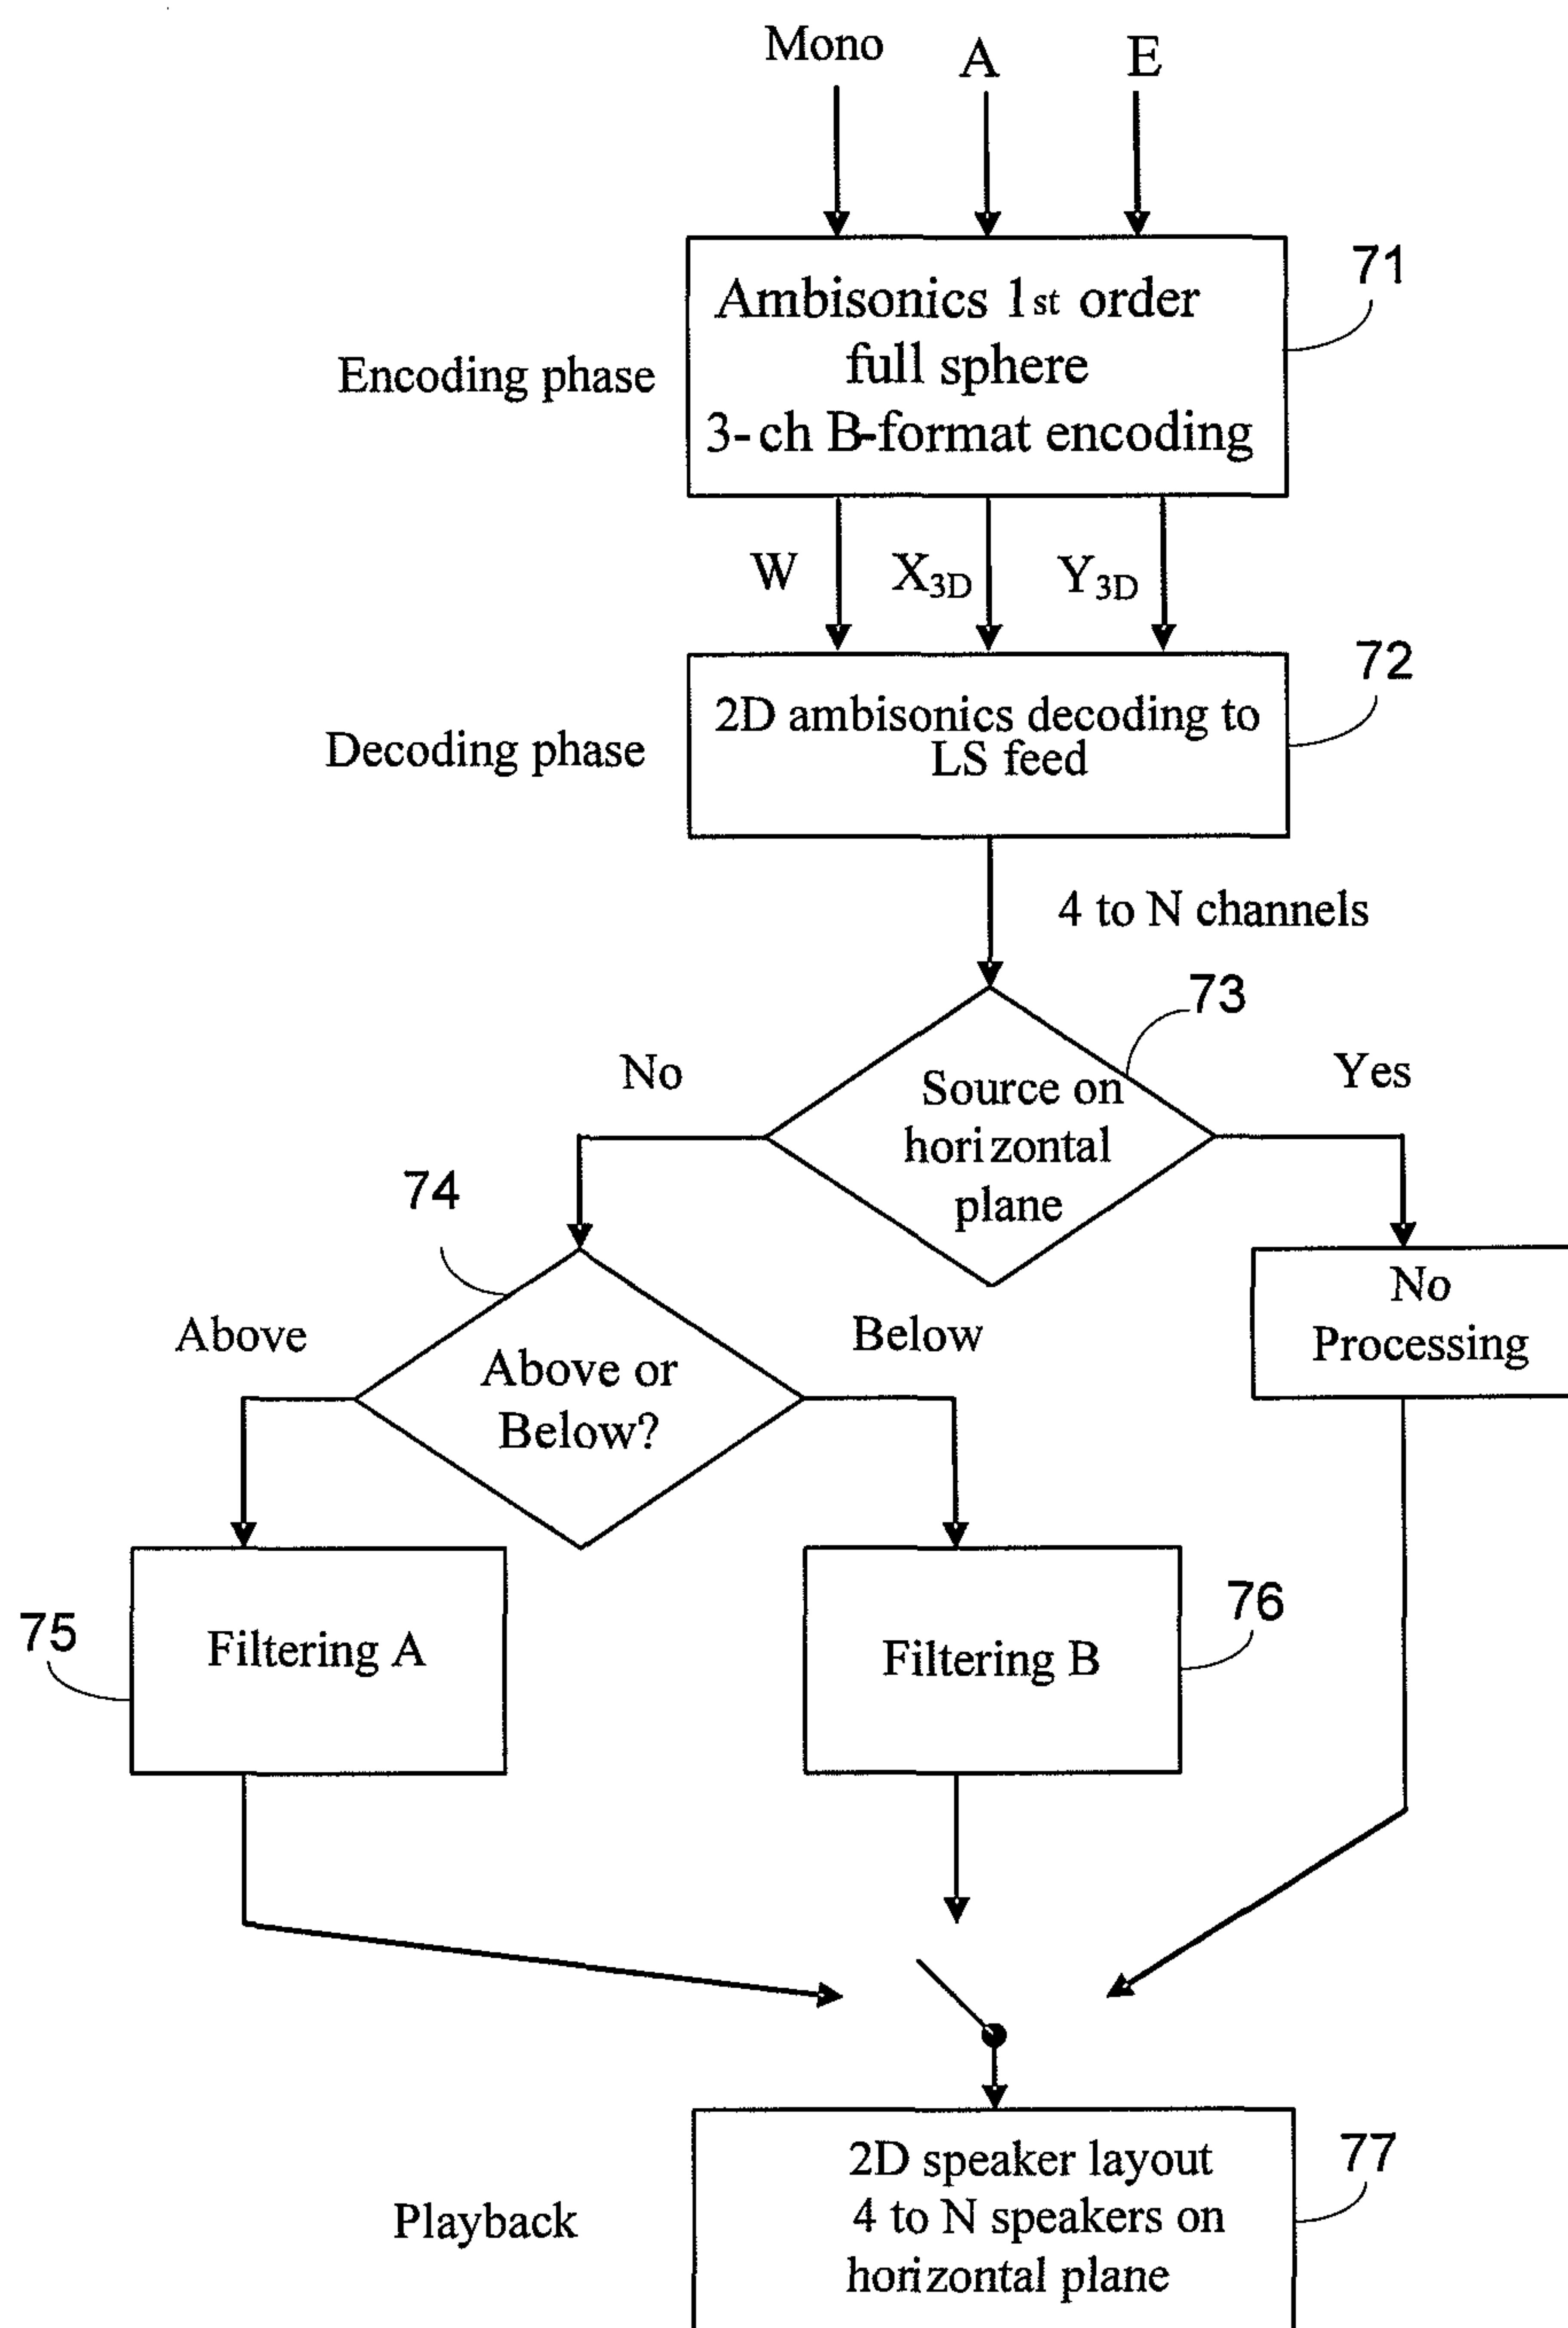 Mono A E
71
Ambisonics 1st order
full sphere
3-ch B-format encoding
Encoding phase
W X3D Y3D
72
2D ambisonics decoding to
LS feed
Decoding phase
4 to N channels
73
No
Yes
Source on
horizontal
plane
74
Above
Below
Above or
Below?
No
Processing
75
Filtering A
76
Filtering B
77
2D speaker layout
4 to N speakers on
horizontal plane
Playback